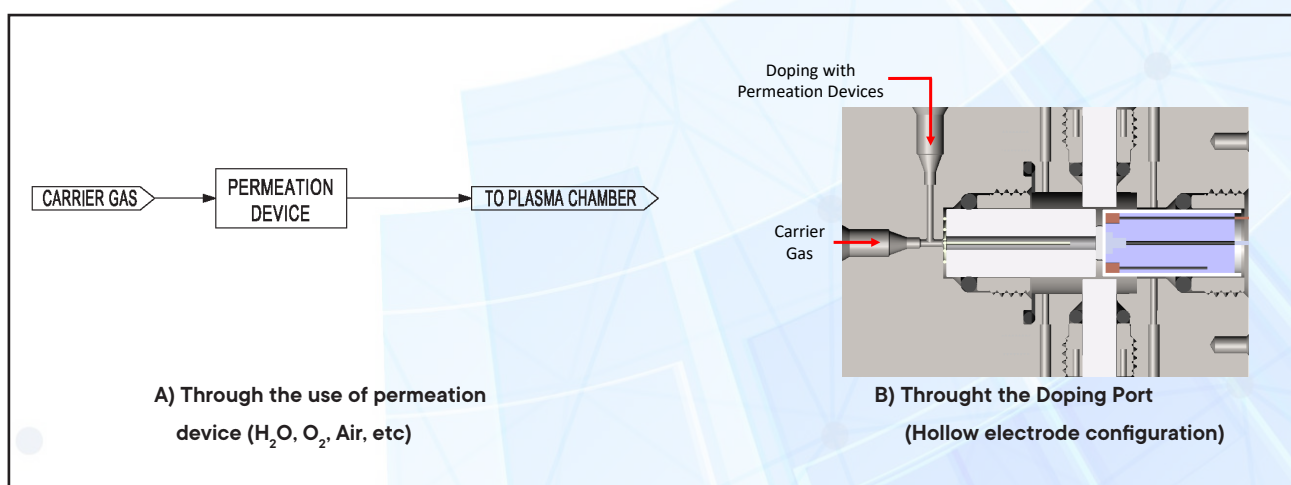 Doping with
Permeation Devices
CARRIER GAS
PERMEATION
DEVICE
TO PLASMA CHAMBER
Carrier
Gas
A) Through the use of permeation
device (H₂O, O₂, Air, etc)
B) Throught the Doping Port
(Hollow electrode configuration)